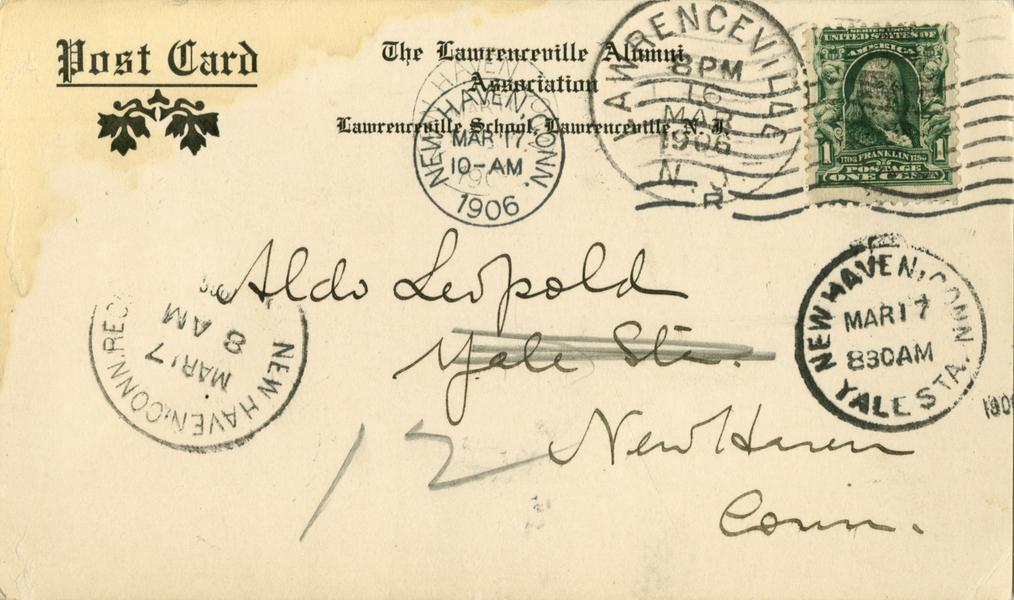 Post Card
The Lawrenceville Alumni
Association
Lawrenceville School, Lawrenceville, N. J.
LAWRENCEVILLE
8 PM
16
MAR
1906
N. J.
R
SERIES 1902
UNITED STATES OF
AMERICA
1 1706 FRANKLIN 1790 1
POSTAGE
ONE CENT
NEW HAVEN, CONN.
MAR 17
10-AM
1906
Aldo Leopold
Yale Sta.
New Haven
Conn.
12
NEW HAVEN, CONN. REC'D
MAR 17
8 AM
NEW HAVEN, CONN
MAR 17
830AM
YALE STA.